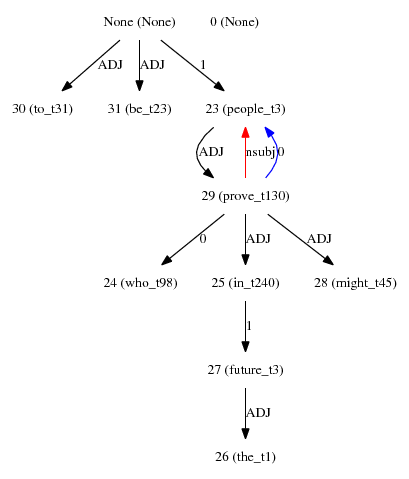 None (None) 0 (None)
ADJ ADJ 1
30 (to_t31) 31 (be_t23) 23 (people_t3)
ADJ nsubj 0
29 (prove_t130)
0 ADJ ADJ
24 (who_t98) 25 (in_t240) 28 (might_t45)
1
27 (future_t3)
ADJ
26 (the_t1)